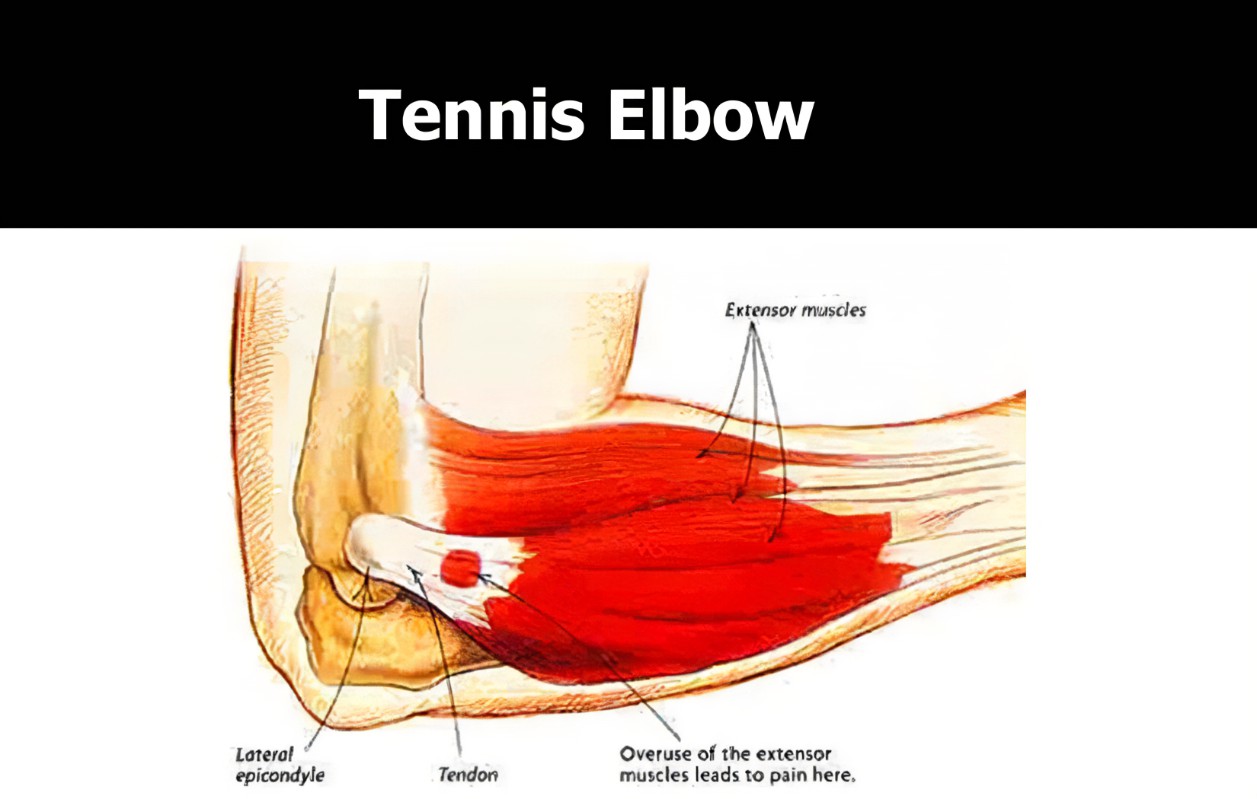 Tennis Elbow
Extensor muscles
Lateral
epicondyle
Tendon
Overuse of the extensor
muscles leads to pain here.